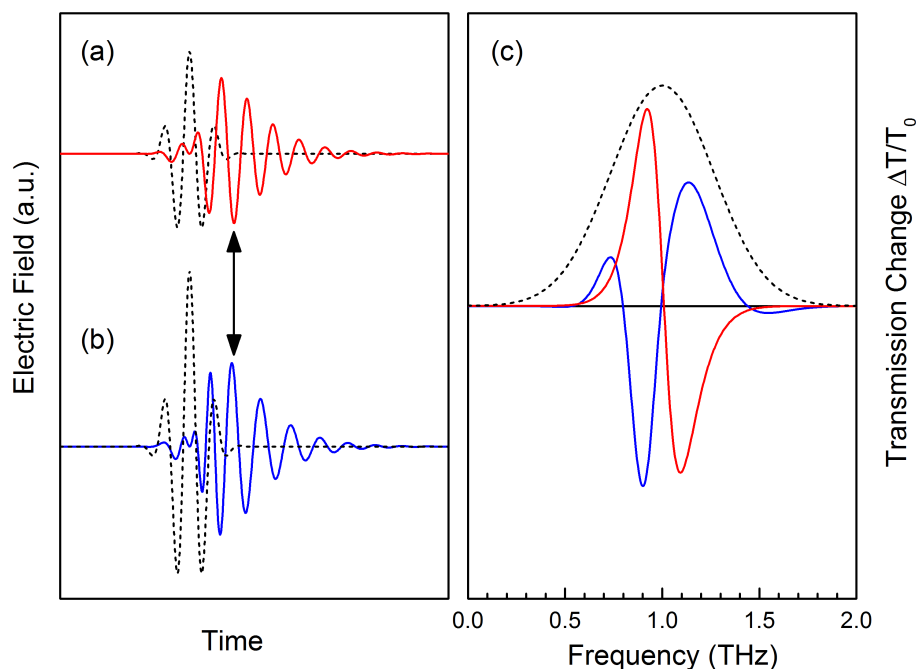 (a)
(b)
Electric Field (a.u.)
Time
(c)
0.0 0.5 1.0 1.5 2.0
Frequency (THz)
Transmission Change ΔT/T₀